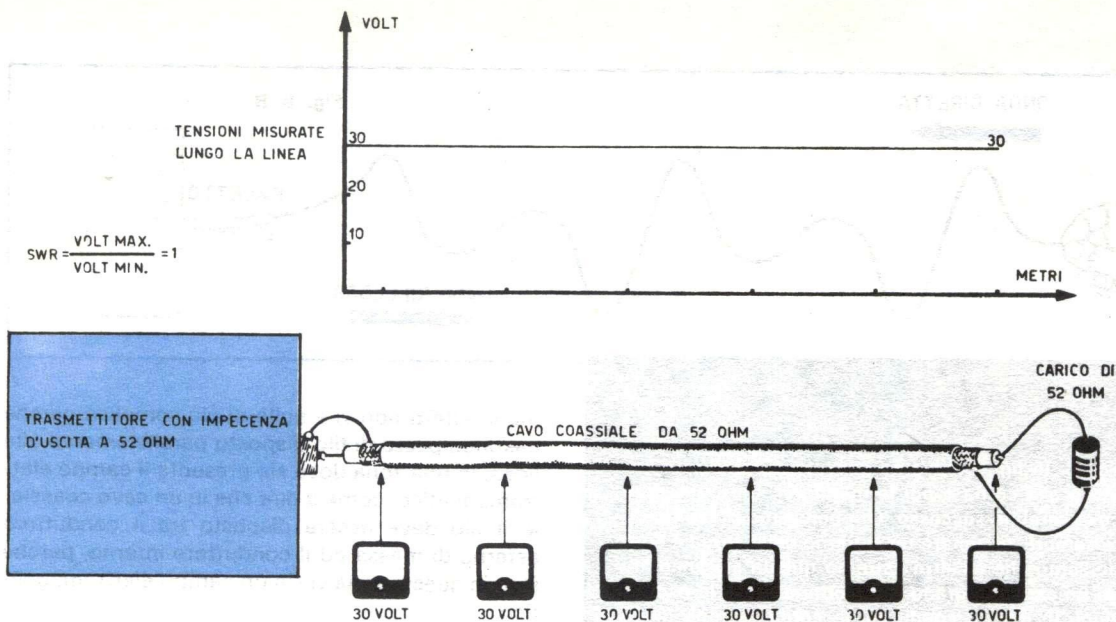 VOLT
TENSIONI MISURATE
LUNGO LA LINEA
30
30
20
10
SWR = VOLT MAX. / VOLT MIN. = 1
METRI
TRASMETTITORE CON IMPECENZA
D'USCITA A 52 OHM
CAVO COASSIALE DA 52 OHM
CARICO DI
52 OHM
30 VOLT
30 VOLT
30 VOLT
30 VOLT
30 VOLT
30 VOLT